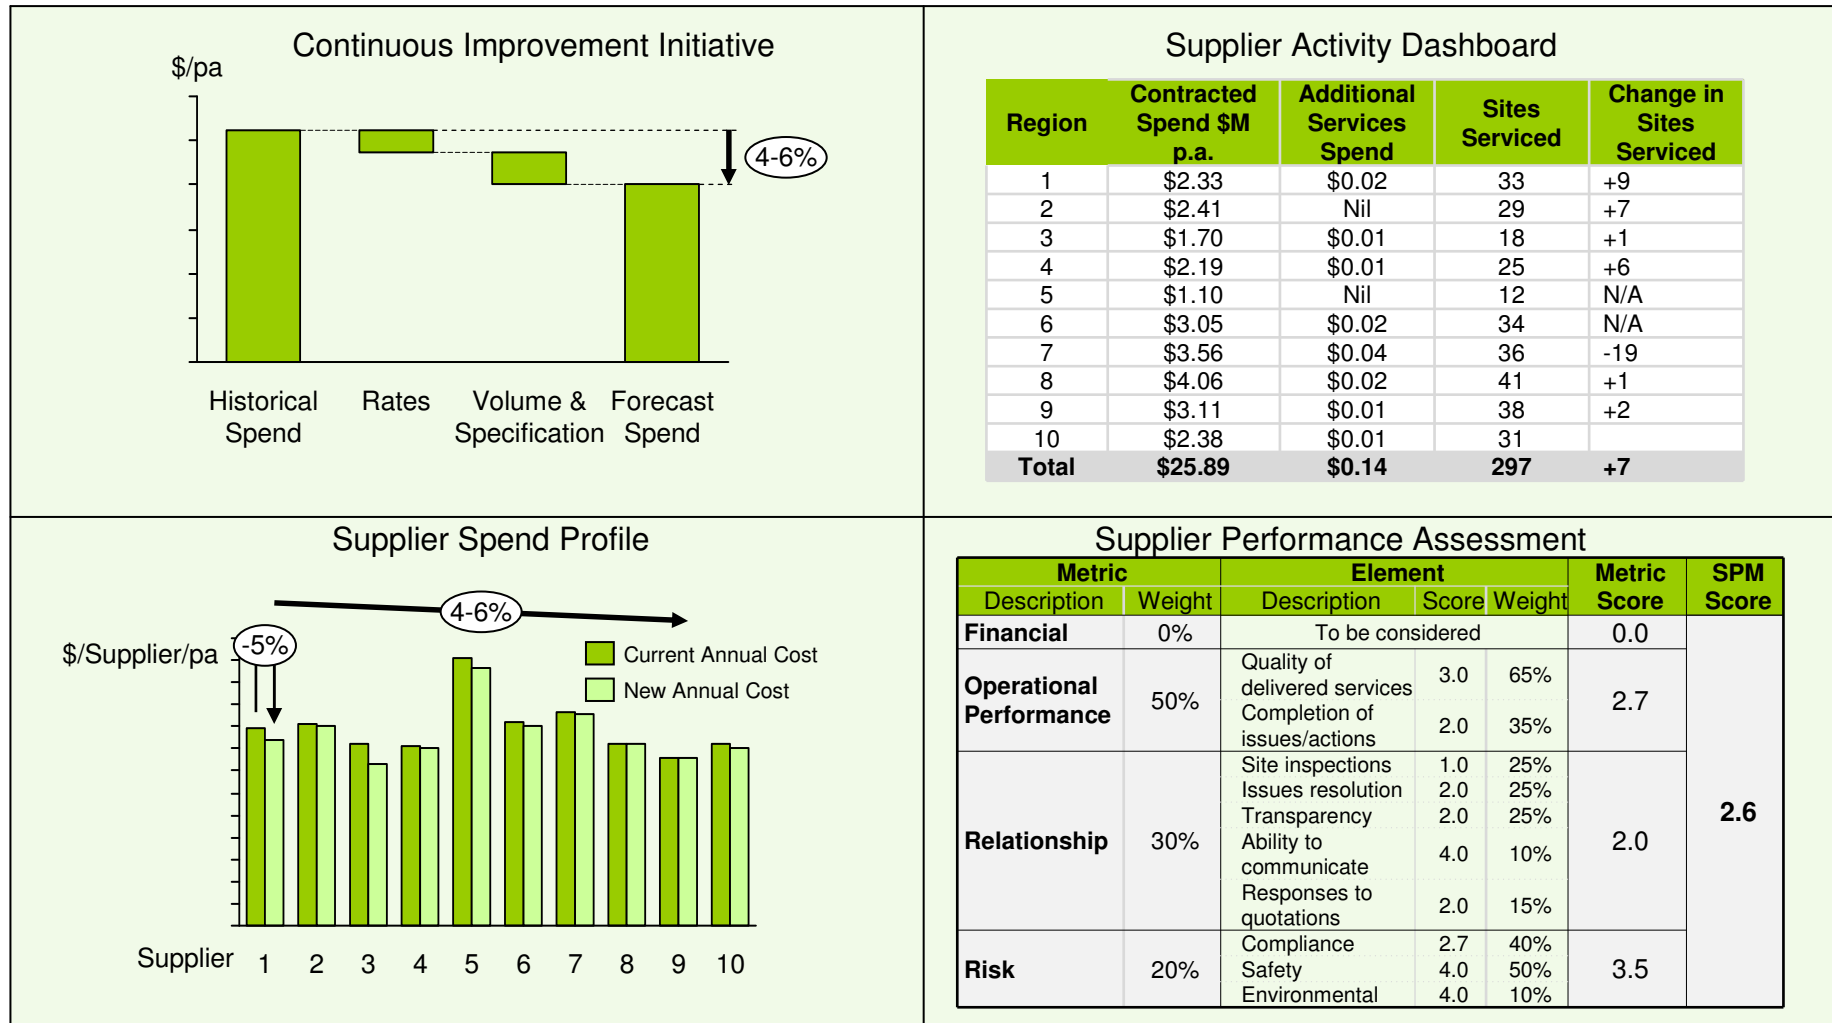 Continuous Improvement Initiative
$/pa
4-6%
Historical Spend
Rates
Volume & Specification
Forecast Spend
Supplier Activity Dashboard
Region Contracted Spend $M p.a. Additional Services Spend Sites Serviced Change in Sites Serviced
1 $2.33 $0.02 33 +9
2 $2.41 Nil 29 +7
3 $1.70 $0.01 18 +1
4 $2.19 $0.01 25 +6
5 $1.10 Nil 12 N/A
6 $3.05 $0.02 34 N/A
7 $3.56 $0.04 36 -19
8 $4.06 $0.02 41 +1
9 $3.11 $0.01 38 +2
10 $2.38 $0.01 31
Total $25.89 $0.14 297 +7
Supplier Spend Profile
4-6%
$/Supplier/pa
-5%
Current Annual Cost
New Annual Cost
Supplier 1 2 3 4 5 6 7 8 9 10
Supplier Performance Assessment
Metric Element Metric Score SPM Score
Description Weight Description Score Weight
Financial 0% To be considered 0.0
Operational Performance 50% 2.7
Quality of delivered services 3.0 65%
Completion of issues/actions 2.0 35%
Relationship 30% 2.0
Site inspections 1.0 25%
Issues resolution 2.0 25%
Transparency 2.0 25%
Ability to communicate 4.0 10%
Responses to quotations 2.0 15%
Risk 20% 3.5
Compliance 2.7 40%
Safety 4.0 50%
Environmental 4.0 10%
2.6